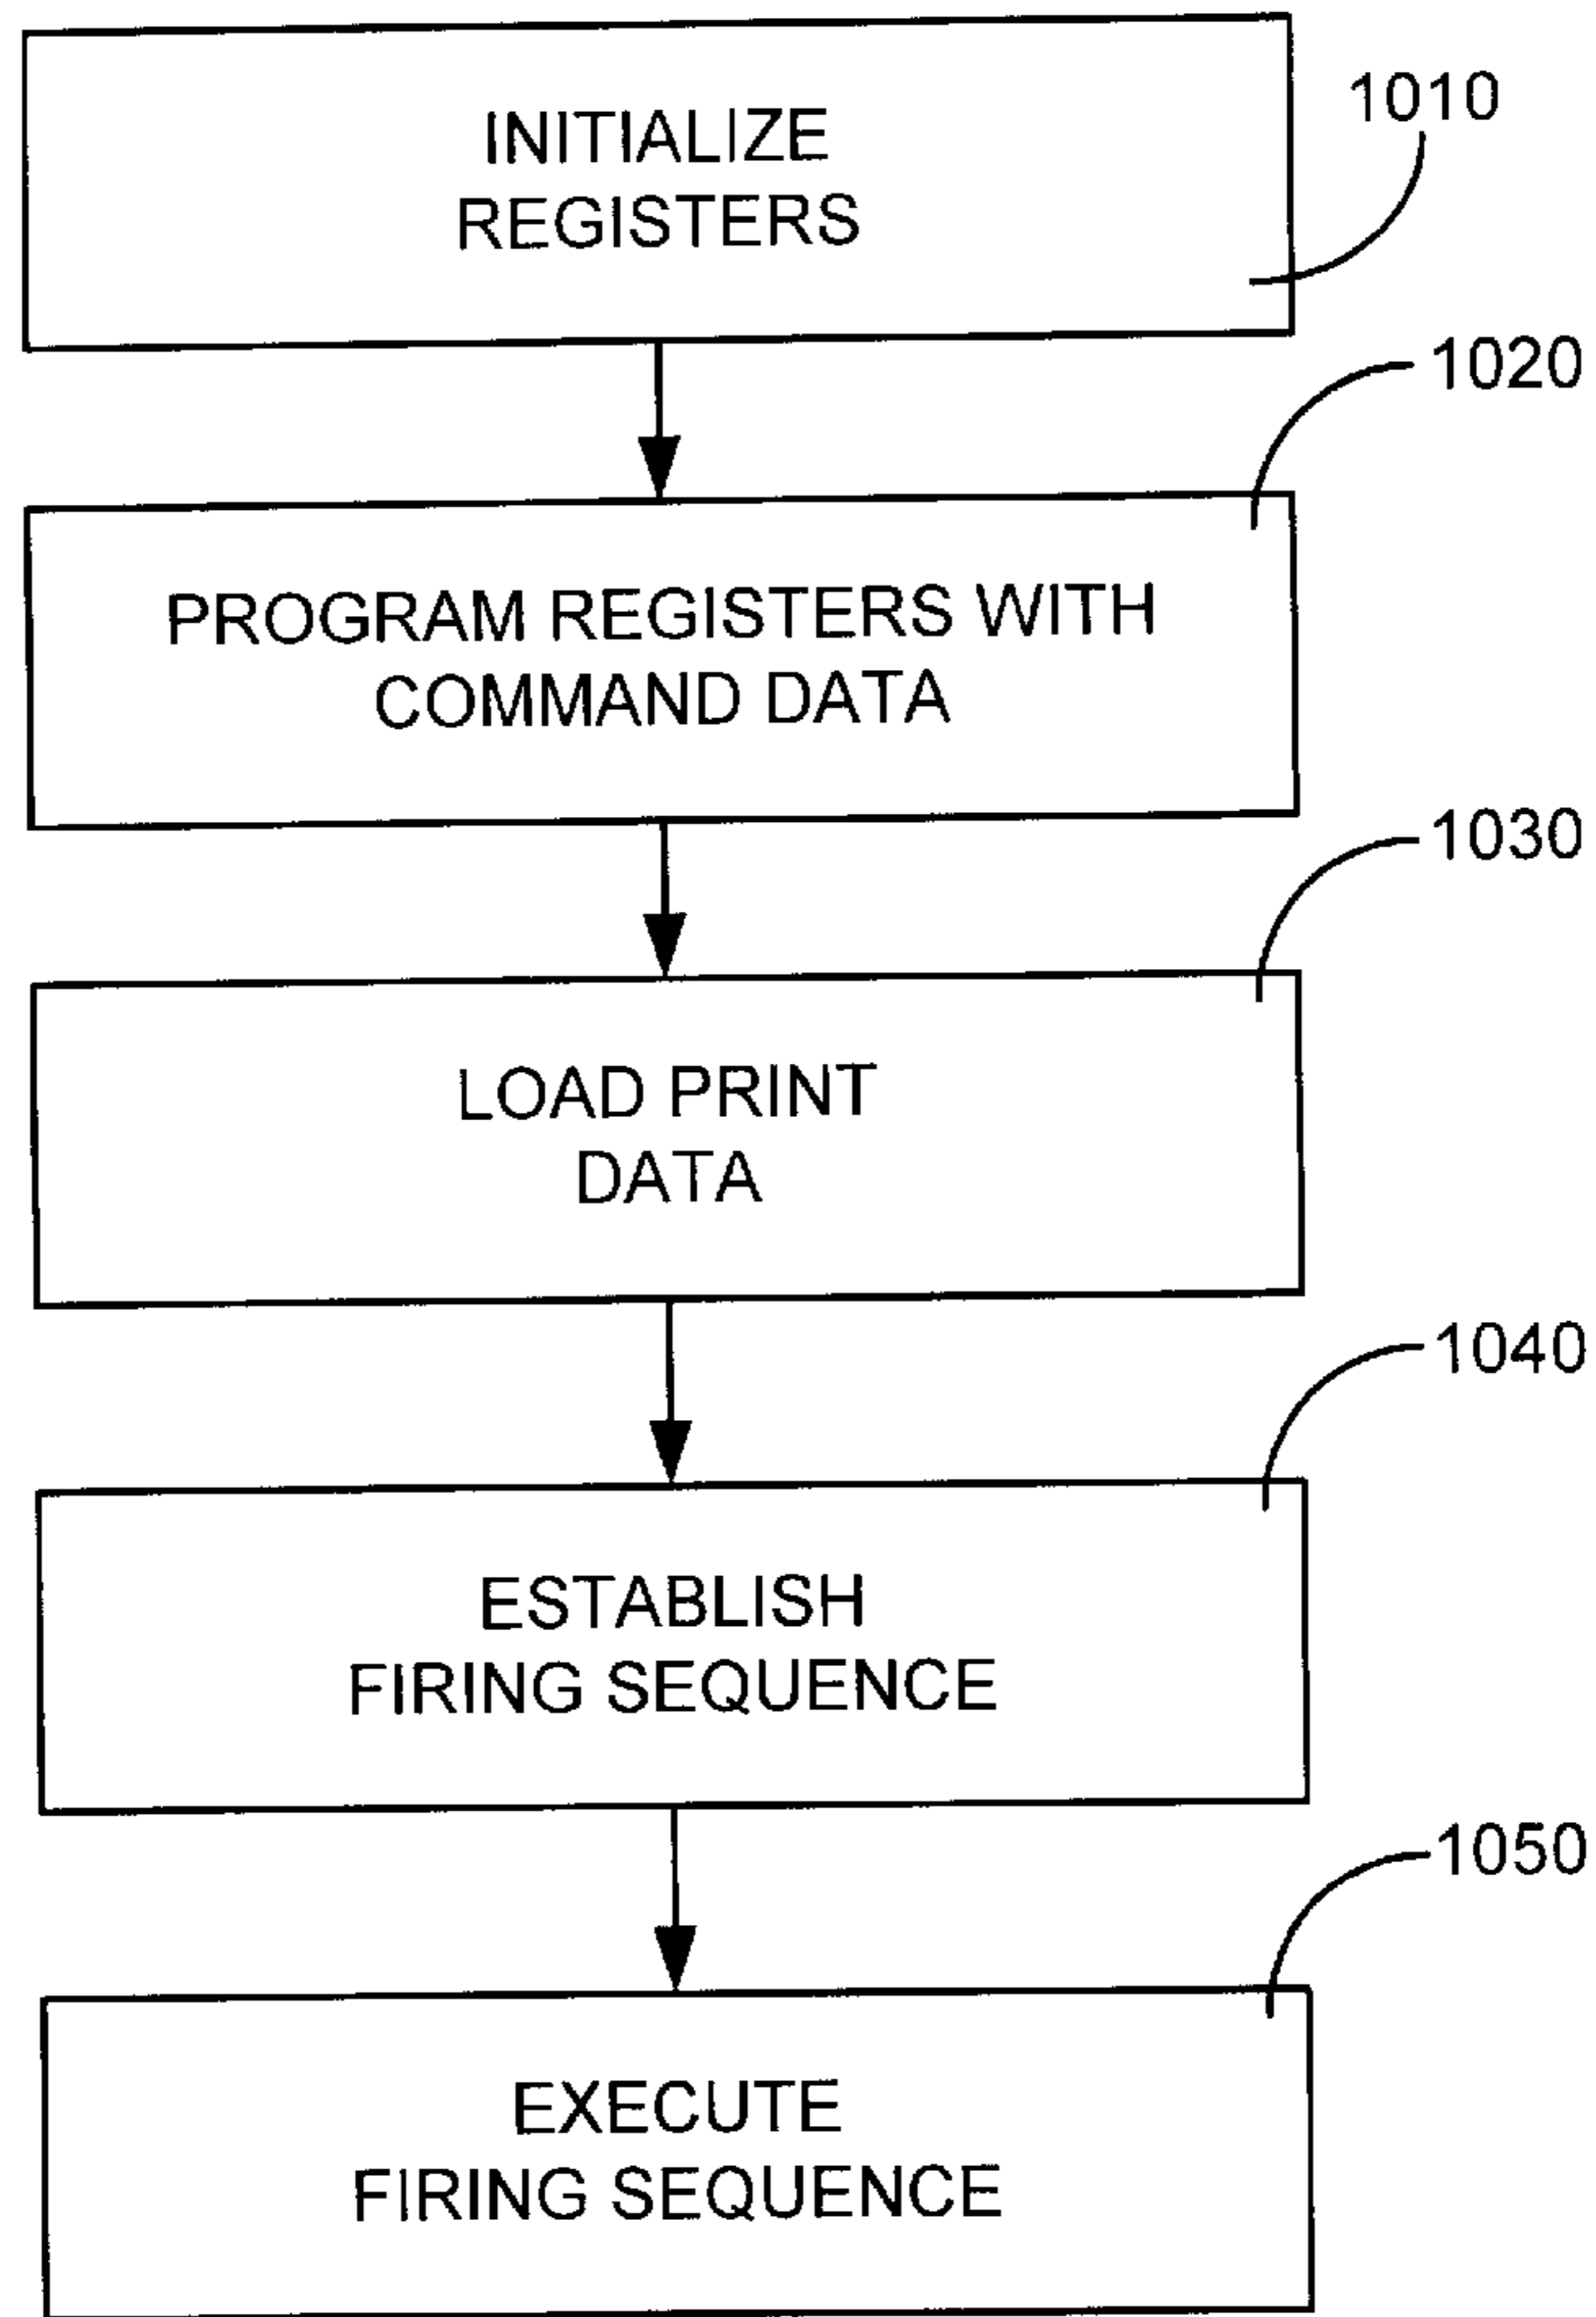 INITIALIZE
REGISTERS
1010
1020
PROGRAM REGISTERS WITH
COMMAND DATA
1030
LOAD PRINT
DATA
1040
ESTABLISH
FIRING SEQUENCE
1050
EXECUTE
FIRING SEQUENCE